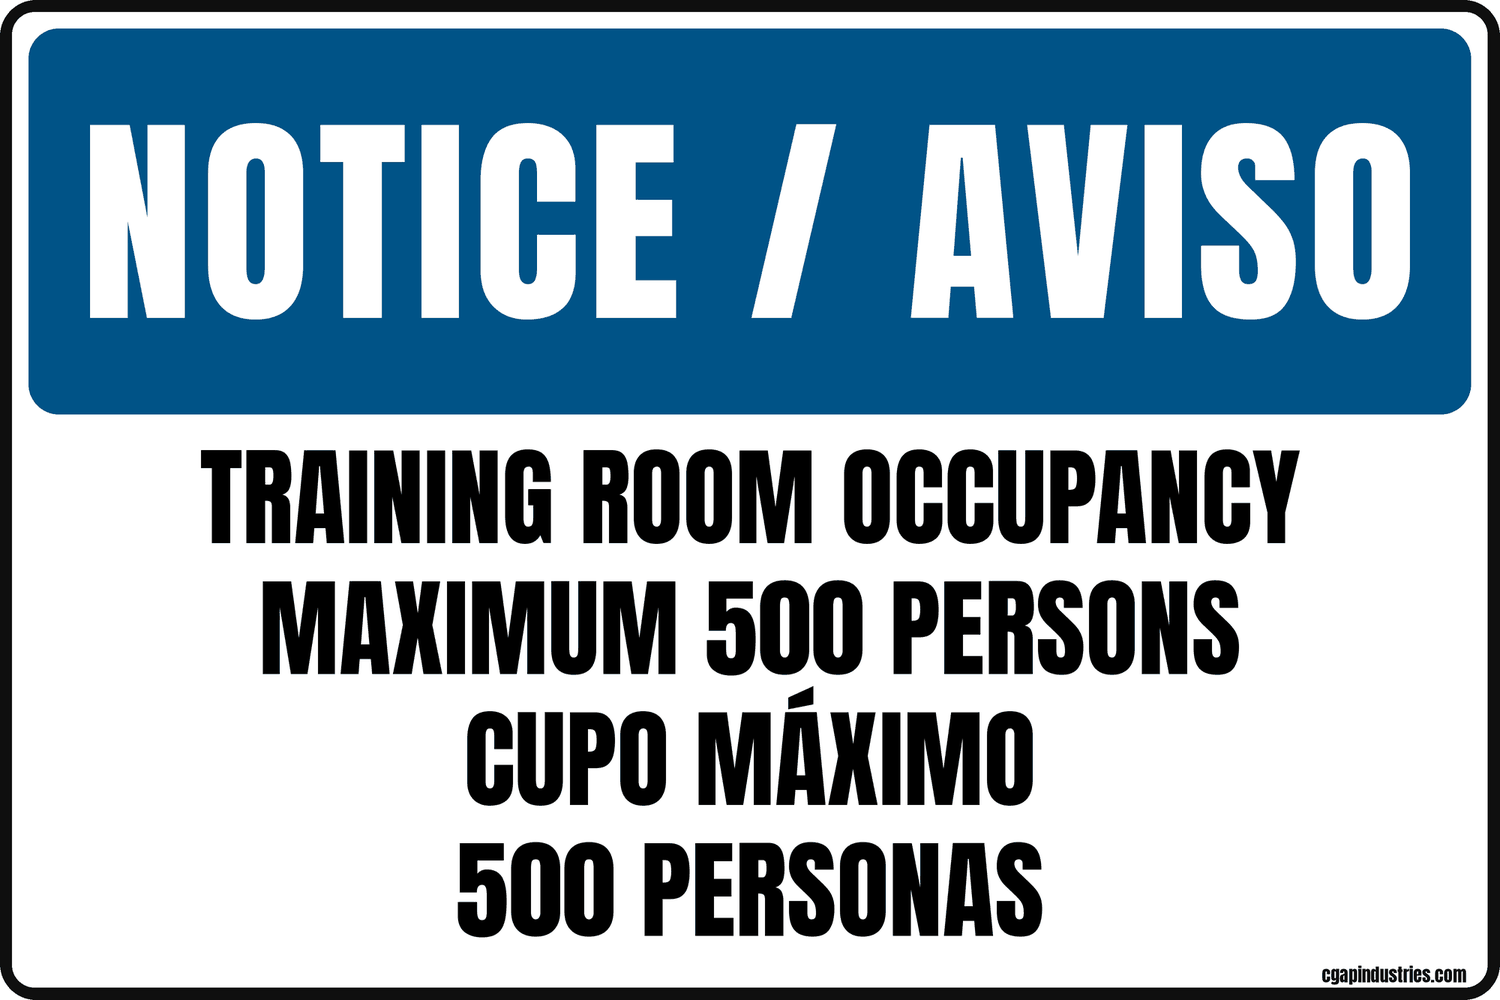 NOTICE / AVISO
TRAINING ROOM OCCUPANCY
MAXIMUM 500 PERSONS
CUPO MÁXIMO
500 PERSONAS
cgapindustries.com